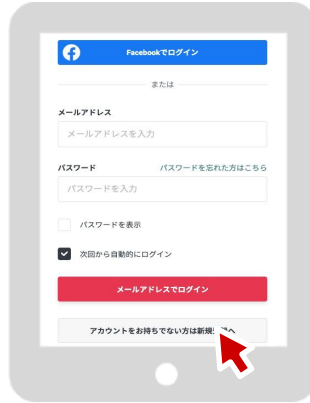 Facebookでログイン
または
メールアドレス
メールアドレスを入力
パスワード パスワードを忘れた方はこちら
パスワードを入力
パスワードを表示
次回から自動的にログイン
メールアドレスでログイン
アカウントをお持ちでない方は新規